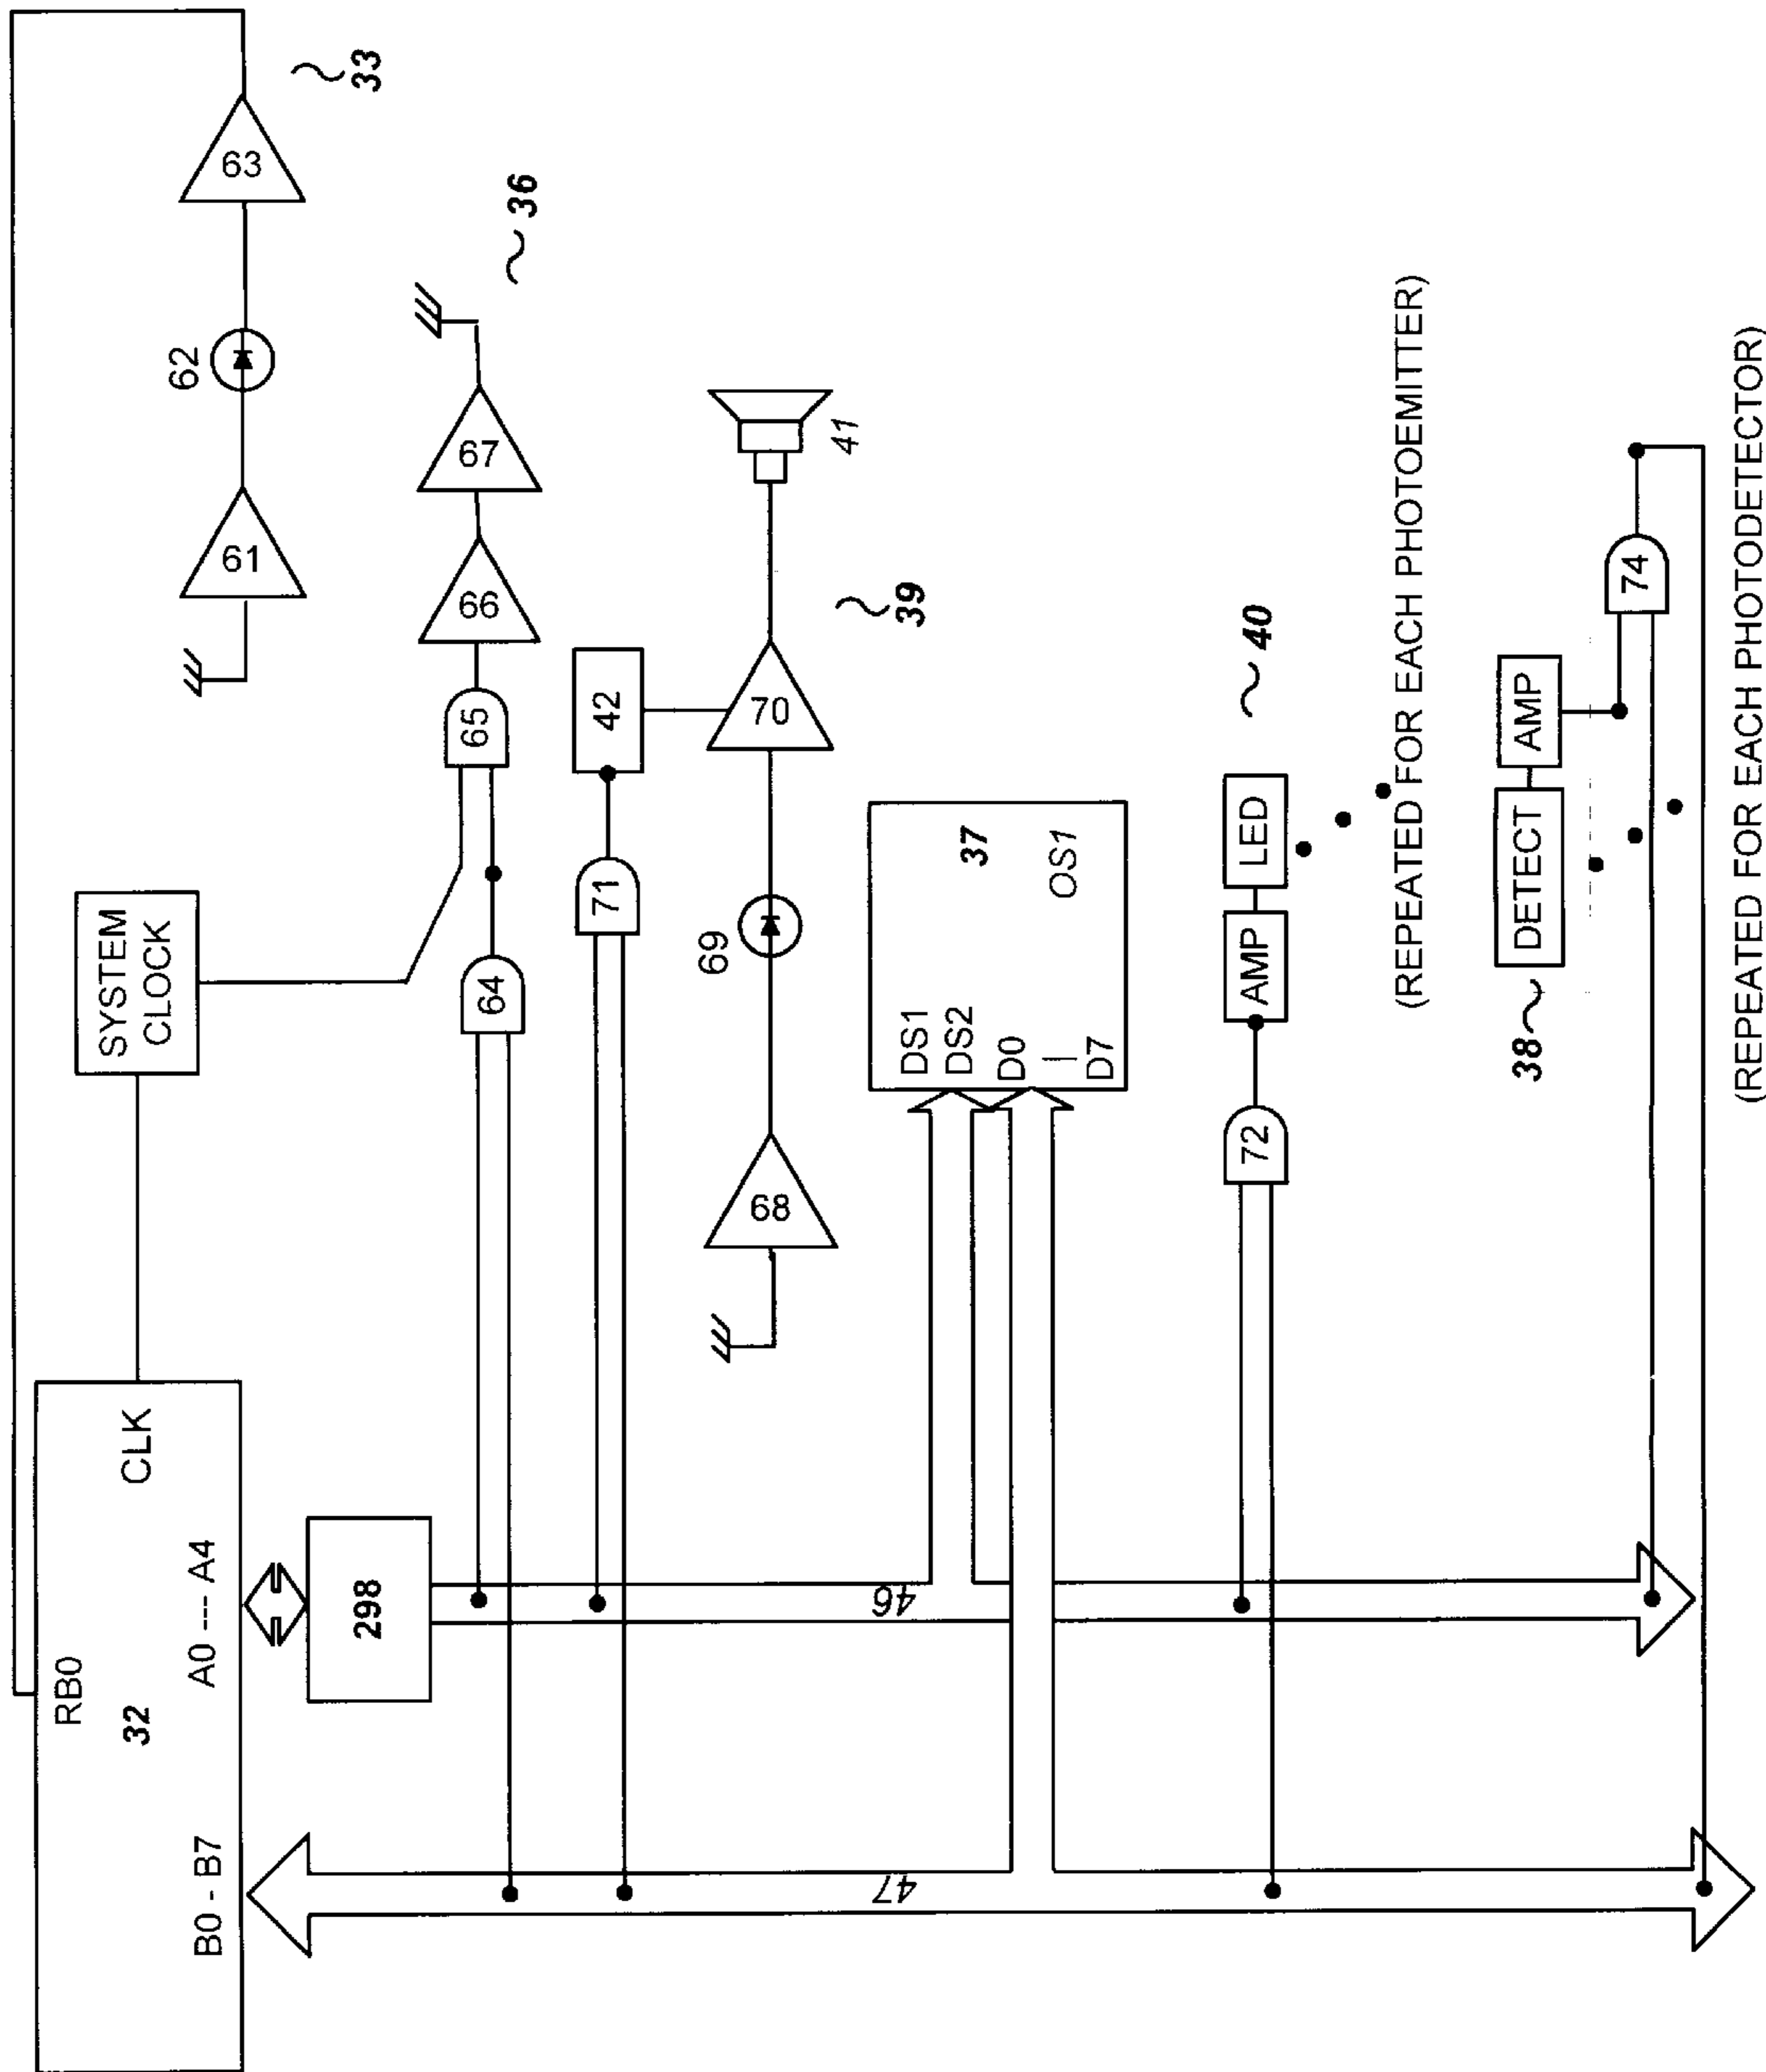 RB0
32
CLK
A0 --- A4
B0 - B7
SYSTEM
CLOCK
298
61
62
63
33
64
65
66
67
36
71
42
68
69
70
41
39
46
47
DS1
DS2
D0
|
D7
37
OS1
72
AMP
LED
40
(REPEATED FOR EACH PHOTOEMITTER)
38
DETECT
AMP
74
(REPEATED FOR EACH PHOTODETECTOR)